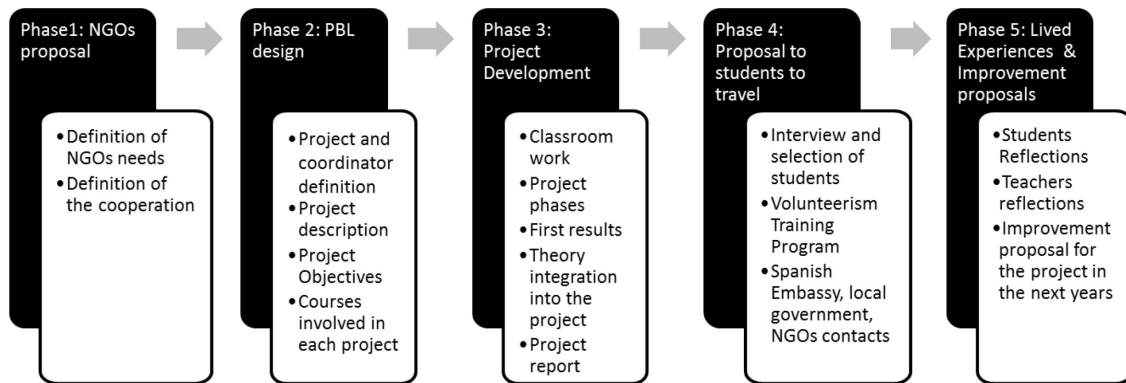 Phase1: NGOs
proposal
•Definition of
NGOs needs
•Definition of
the cooperation
Phase 2: PBL
design
•Project and
coordinator
definition
•Project
description
•Project
Objectives
•Courses
involved in
each project
Phase 3:
Project
Development
•Classroom
work
•Project
phases
•First results
•Theory
integration
into the
project
•Project
report
Phase 4:
Proposal to
students to
travel
•Interview and
selection of
students
•Volunteerism
Training
Program
•Spanish
Embassy, local
government,
NGOs contacts
Phase 5: Lived
Experiences &
Improvement
proposals
•Students
Reflections
•Teachers
reflections
•Improvement
proposal for
the project in
the next years